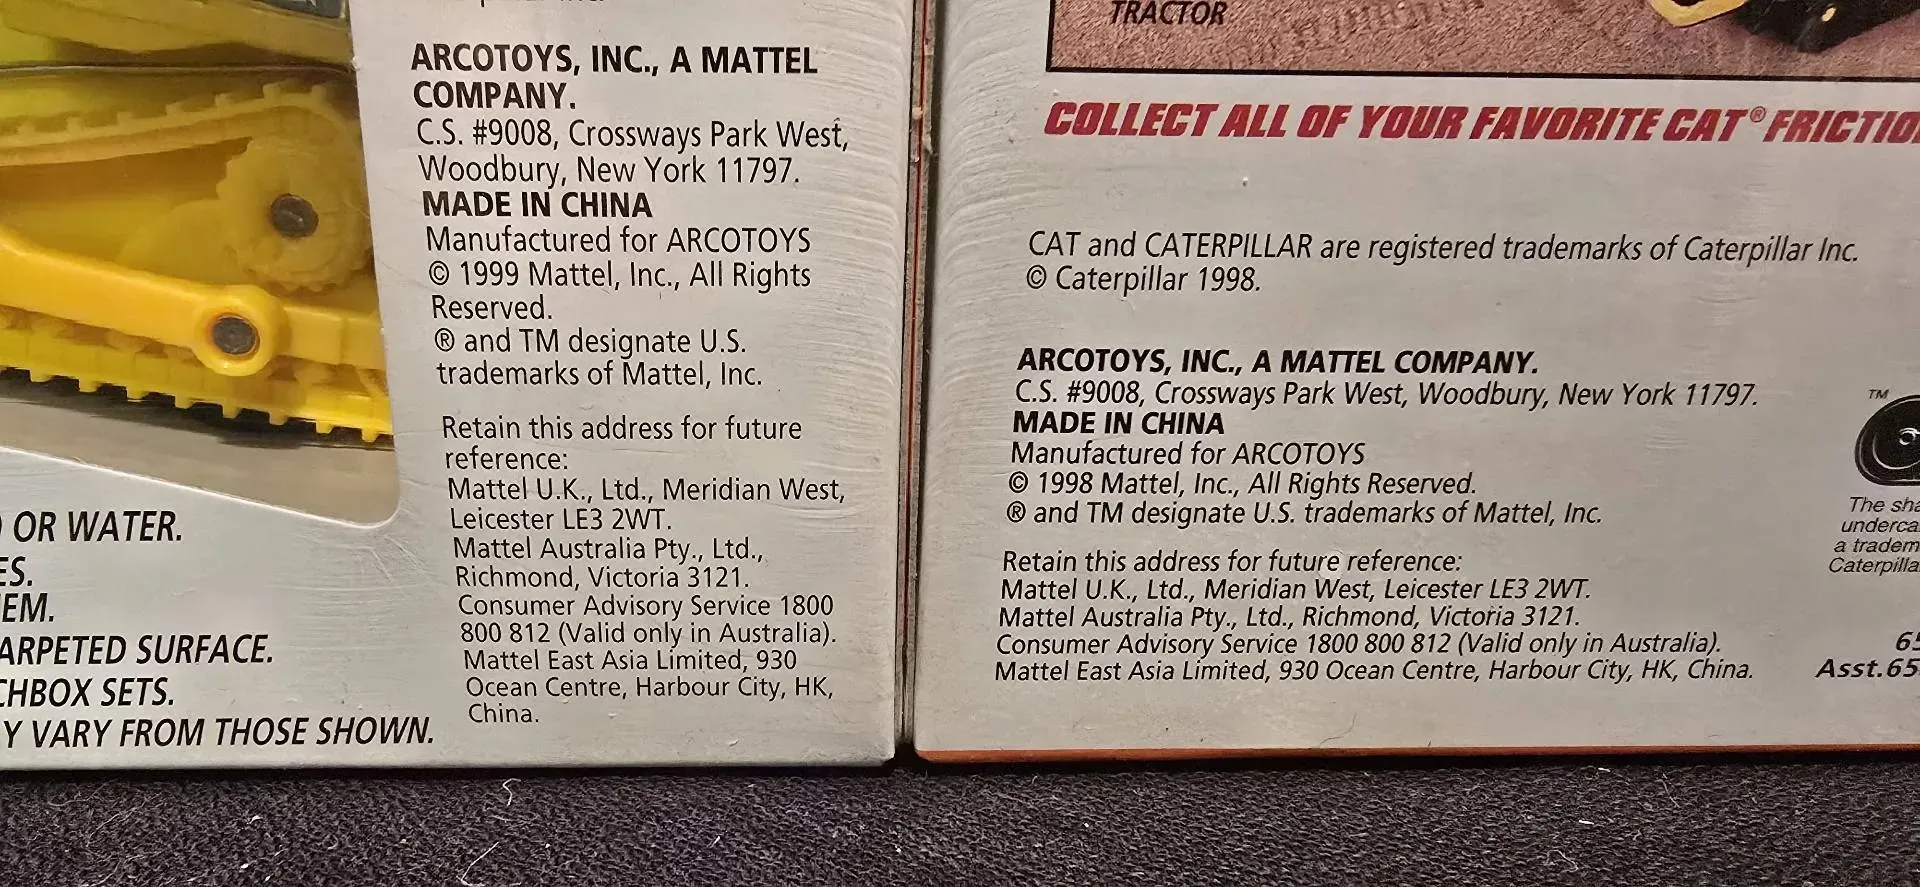 ARCOTOYS, INC., A MATTEL
COMPANY.
C.S. #9008, Crossways Park West,
Woodbury, New York 11797.
MADE IN CHINA
Manufactured for ARCOTOYS
© 1999 Mattel, Inc., All Rights
Reserved.
® and TM designate U.S.
trademarks of Mattel, Inc.
Retain this address for future
reference:
Mattel U.K., Ltd., Meridian West,
Leicester LE3 2WT.
Mattel Australia Pty., Ltd.,
Richmond, Victoria 3121.
Consumer Advisory Service 1800
800 812 (Valid only in Australia).
Mattel East Asia Limited, 930
Ocean Centre, Harbour City, HK,
China.
OR WATER.
ES.
EM.
ARPETED SURFACE.
CHBOX SETS.
Y VARY FROM THOSE SHOWN.
TRACTOR
COLLECT ALL OF YOUR FAVORITE CAT® FRICTIO
CAT and CATERPILLAR are registered trademarks of Caterpillar Inc.
© Caterpillar 1998.
ARCOTOYS, INC., A MATTEL COMPANY.
C.S. #9008, Crossways Park West, Woodbury, New York 11797.
MADE IN CHINA
Manufactured for ARCOTOYS
© 1998 Mattel, Inc., All Rights Reserved.
® and TM designate U.S. trademarks of Mattel, Inc.
Retain this address for future reference:
Mattel U.K., Ltd., Meridian West, Leicester LE3 2WT.
Mattel Australia Pty., Ltd., Richmond, Victoria 3121.
Consumer Advisory Service 1800 800 812 (Valid only in Australia).
Mattel East Asia Limited, 930 Ocean Centre, Harbour City, HK, China.
TM
The sha
underca
a tradem
Caterpilla
65
Asst.65